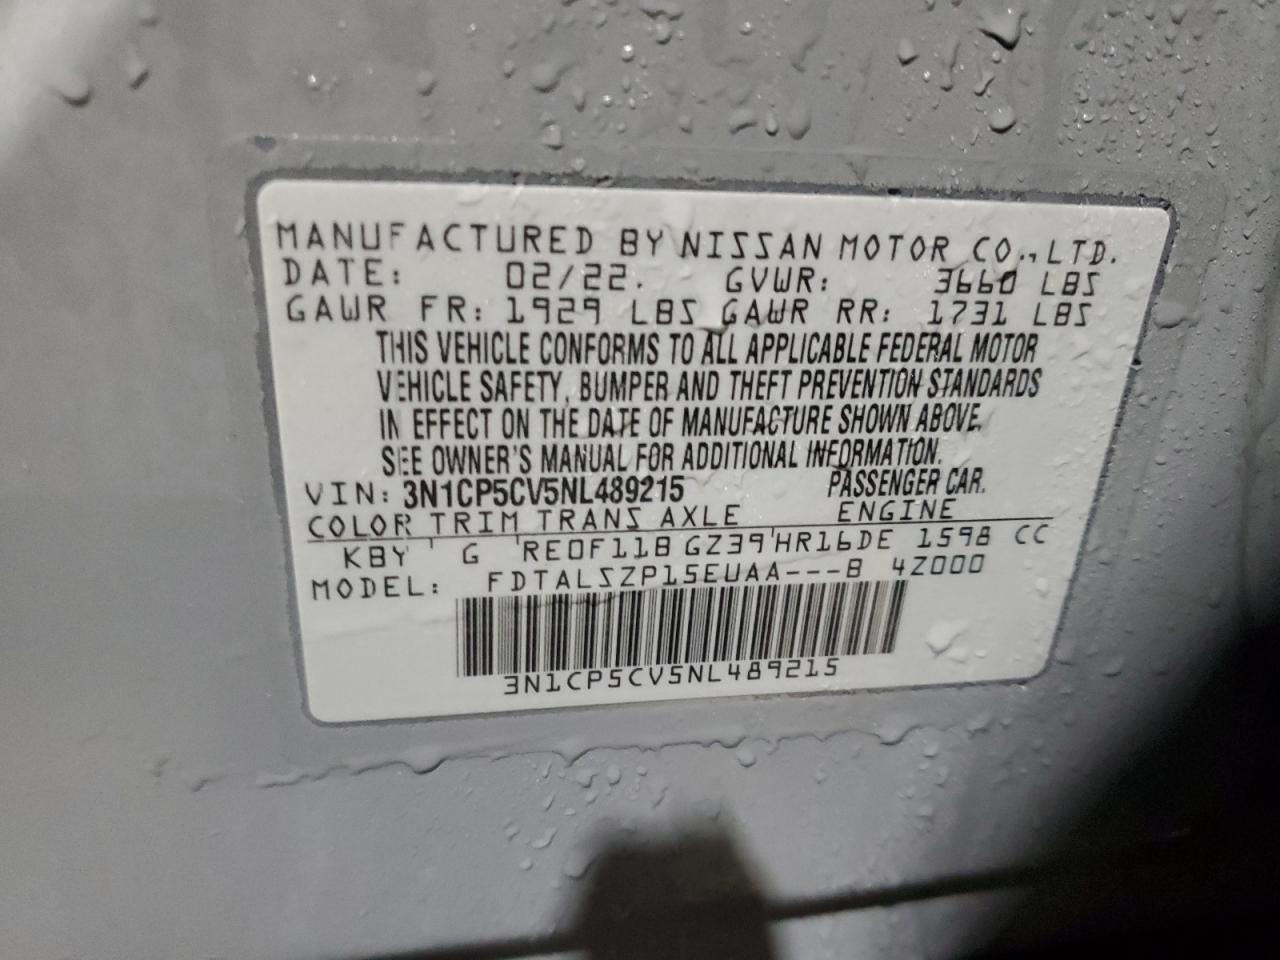 MANUFACTURED BY NISSAN MOTOR CO., LTD.
DATE: 02/22. GVWR: 3660 LBS
GAWR FR: 1929 LBS GAWR RR: 1731 LBS
THIS VEHICLE CONFORMS TO ALL APPLICABLE FEDERAL MOTOR
VEHICLE SAFETY, BUMPER AND THEFT PREVENTION STANDARDS
IN EFFECT ON THE DATE OF MANUFACTURE SHOWN ABOVE.
SEE OWNER'S MANUAL FOR ADDITIONAL INFORMATION.
VIN: 3N1CP5CV5NL489215 PASSENGER CAR.
COLOR TRIM TRANS AXLE ENGINE
KBY ' G 'RE0F11B GZ39'HR16DE 1598 CC
MODEL: FDTALSZP15EUAA---B 4Z000
3N1CP5CV5NL489215